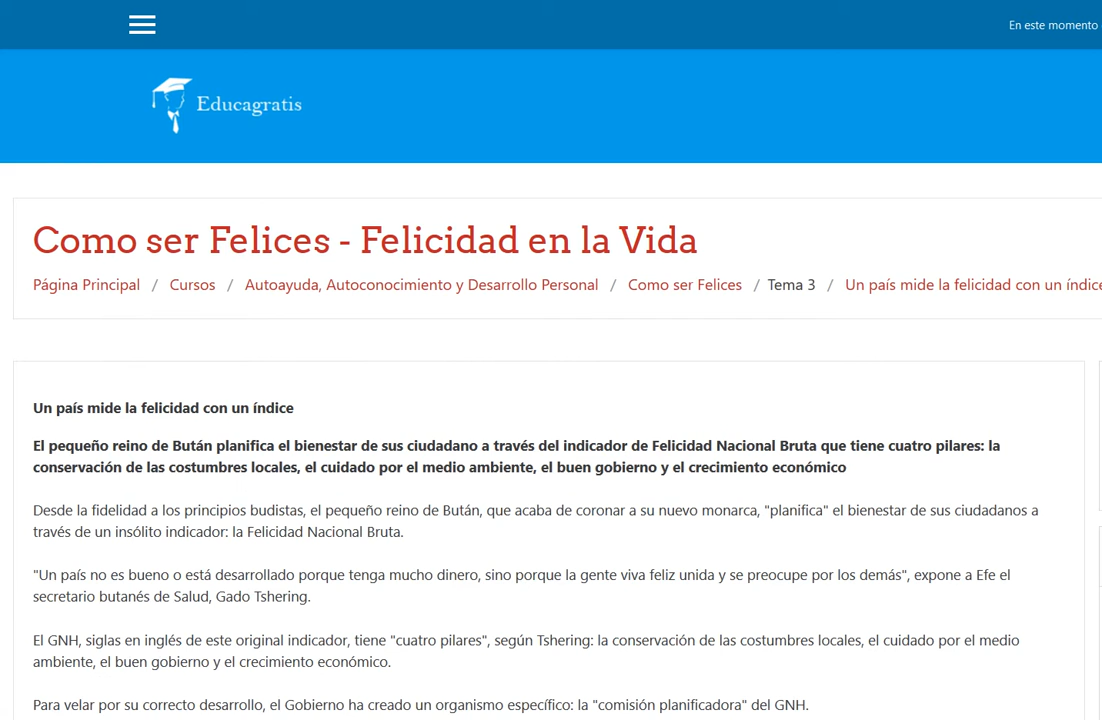 En este momento
Educagratis
Como ser Felices - Felicidad en la Vida
Página Principal / Cursos / Autoayuda, Autoconocimiento y Desarrollo Personal / Como ser Felices / Tema 3 / Un país mide la felicidad con un índice
Un país mide la felicidad con un índice
El pequeño reino de Bután planifica el bienestar de sus ciudadano a través del indicador de Felicidad Nacional Bruta que tiene cuatro pilares: la
conservación de las costumbres locales, el cuidado por el medio ambiente, el buen gobierno y el crecimiento económico
Desde la fidelidad a los principios budistas, el pequeño reino de Bután, que acaba de coronar a su nuevo monarca, "planifica" el bienestar de sus ciudadanos a
través de un insólito indicador: la Felicidad Nacional Bruta.
"Un país no es bueno o está desarrollado porque tenga mucho dinero, sino porque la gente viva feliz unida y se preocupe por los demás", expone a Efe el
secretario butanés de Salud, Gado Tshering.
El GNH, siglas en inglés de este original indicador, tiene "cuatro pilares", según Tshering: la conservación de las costumbres locales, el cuidado por el medio
ambiente, el buen gobierno y el crecimiento económico.
Para velar por su correcto desarrollo, el Gobierno ha creado un organismo específico: la "comisión planificadora" del GNH.